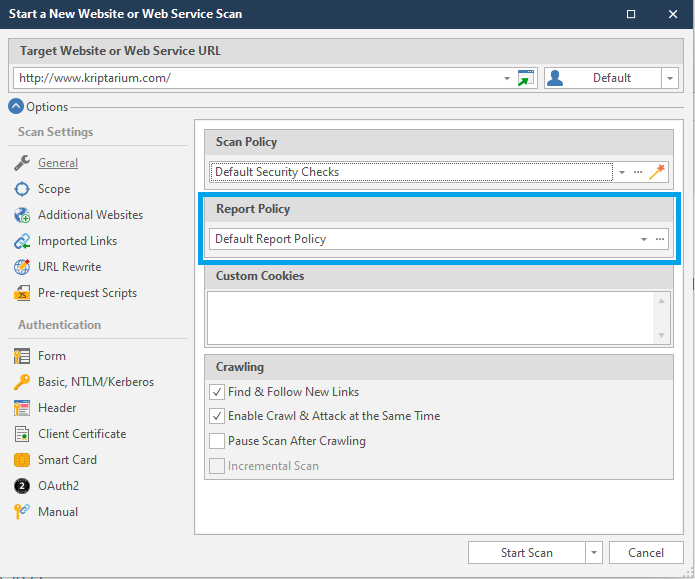 Start a New Website or Web Service Scan
Target Website or Web Service URL
http://www.kriptarium.com/
Default
Options
Scan Settings
General
Scope
Additional Websites
Imported Links
URL Rewrite
JS
Pre-request Scripts
Authentication
Form
Basic, NTLM/Kerberos
Header
Client Certificate
Smart Card
2
OAuth2
Manual
Scan Policy
Default Security Checks
Report Policy
Default Report Policy
Custom Cookies
Crawling
Find & Follow New Links
Enable Crawl & Attack at the Same Time
Pause Scan After Crawling
Incremental Scan
Start Scan
Cancel